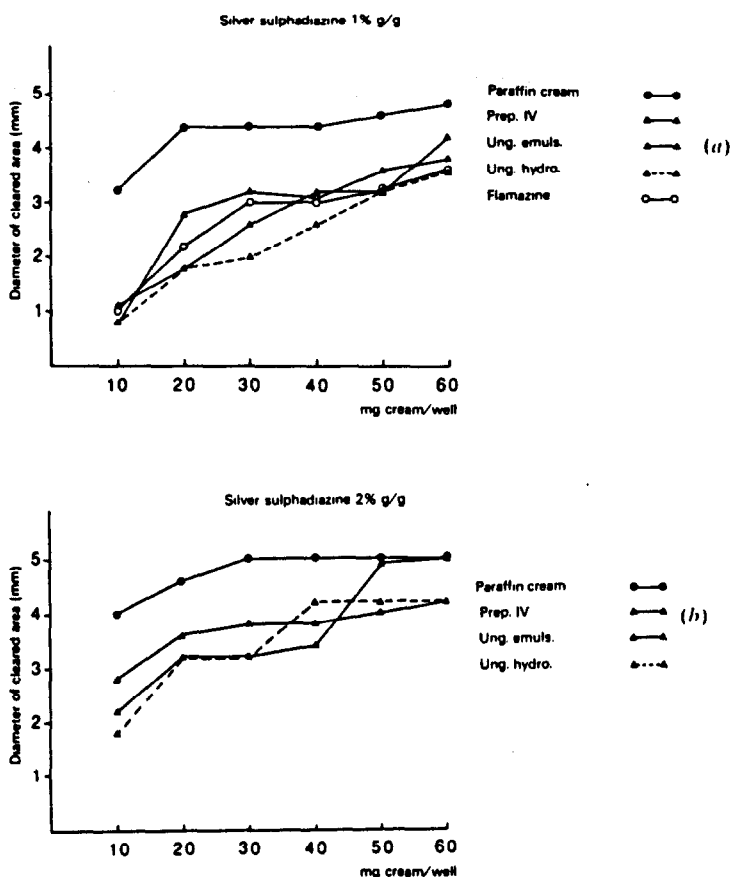 Silver sulphadiazine 1% g/g
Diameter of cleared area (mm)
5
4
3
2
1
10 20 30 40 50 60
mg cream/well
Paraffin cream
Prep. IV
Ung. emuls.
Ung. hydro.
Flamazine
(a)
Silver sulphadiazine 2% g/g
Diameter of cleared area (mm)
5
4
3
2
1
10 20 30 40 50 60
mg cream/well
Paraffin cream
Prep. IV
Ung. emuls.
Ung. hydro.
(b)